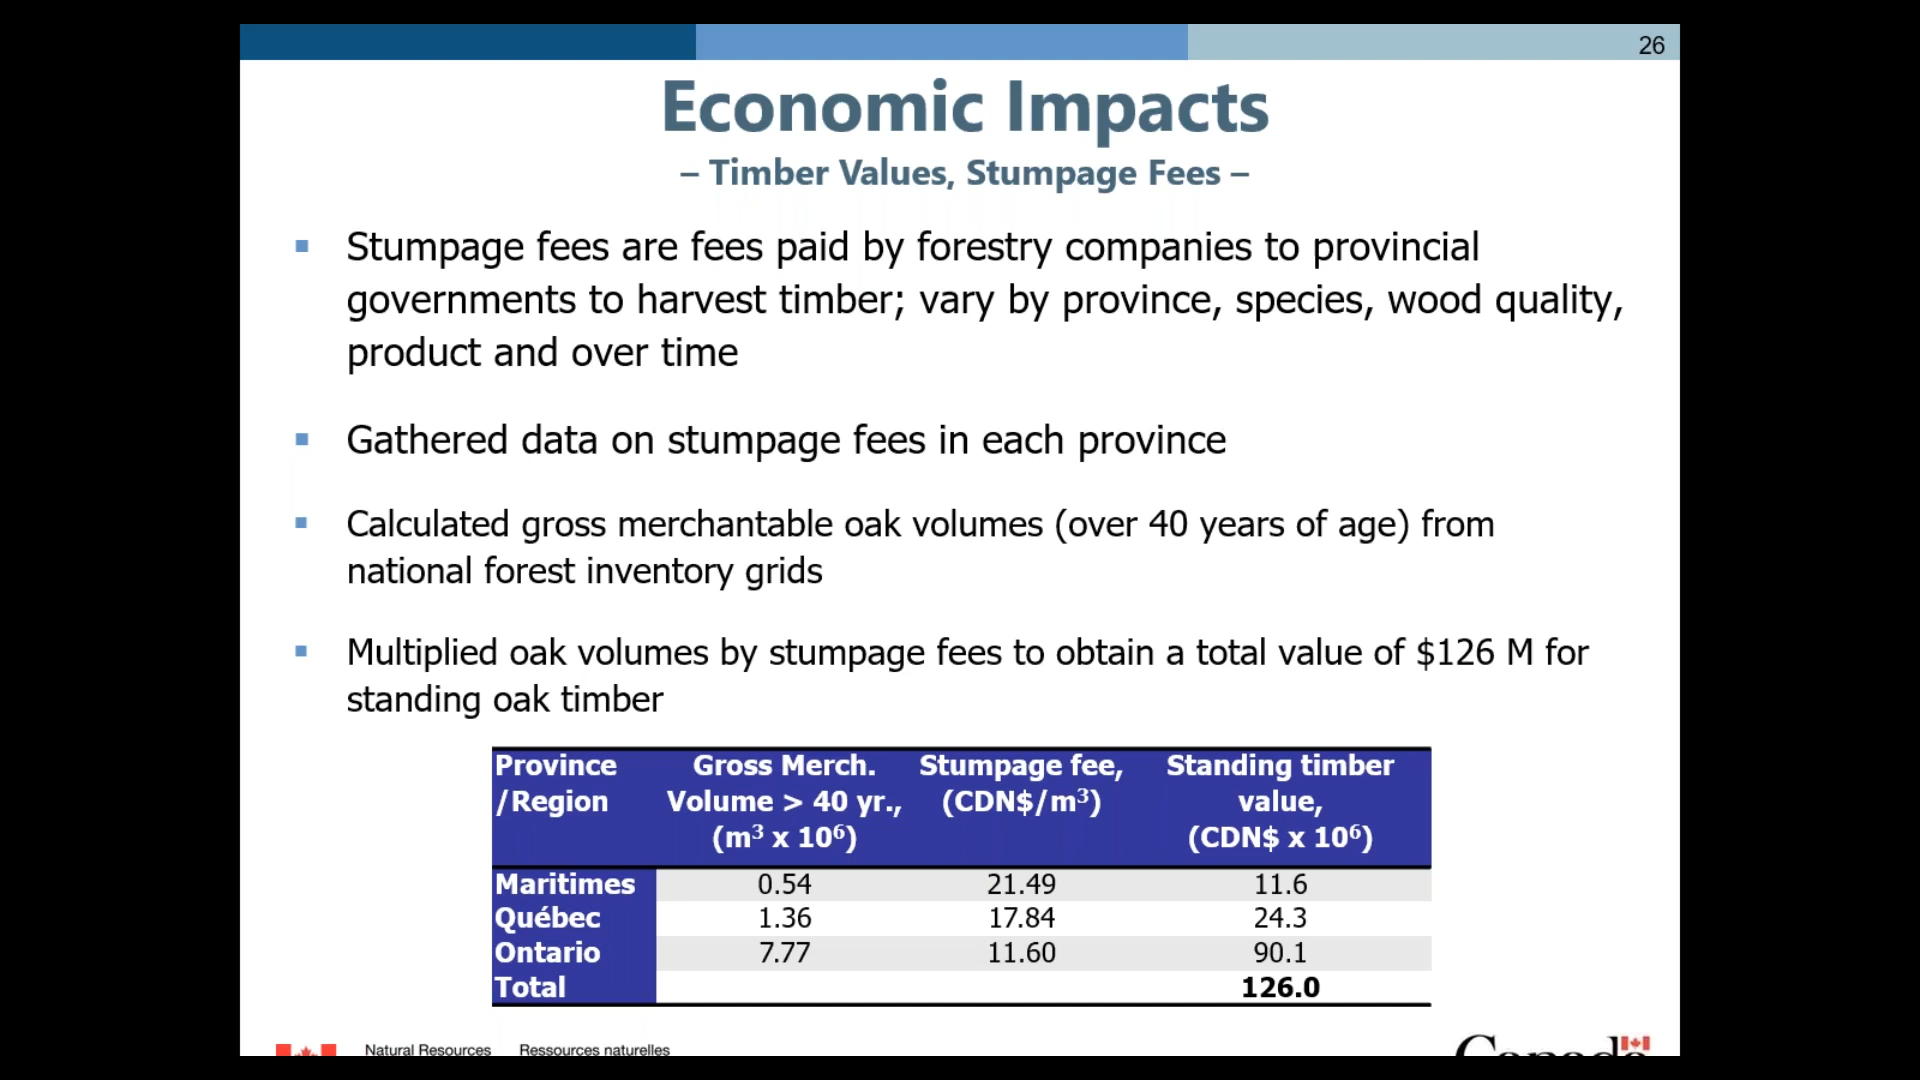 26
Economic Impacts
– Timber Values, Stumpage Fees –
▪ Stumpage fees are fees paid by forestry companies to provincial
governments to harvest timber; vary by province, species, wood quality,
product and over time
▪ Gathered data on stumpage fees in each province
▪ Calculated gross merchantable oak volumes (over 40 years of age) from
national forest inventory grids
▪ Multiplied oak volumes by stumpage fees to obtain a total value of $126 M for
standing oak timber
Province Gross Merch. Stumpage fee, Standing timber
/Region Volume > 40 yr., (CDN$/m³) value,
(m³ x 10⁶) (CDN$ x 10⁶)
Maritimes 0.54 21.49 11.6
Québec 1.36 17.84 24.3
Ontario 7.77 11.60 90.1
Total 126.0
Natural Resources Ressources naturelles
Canada